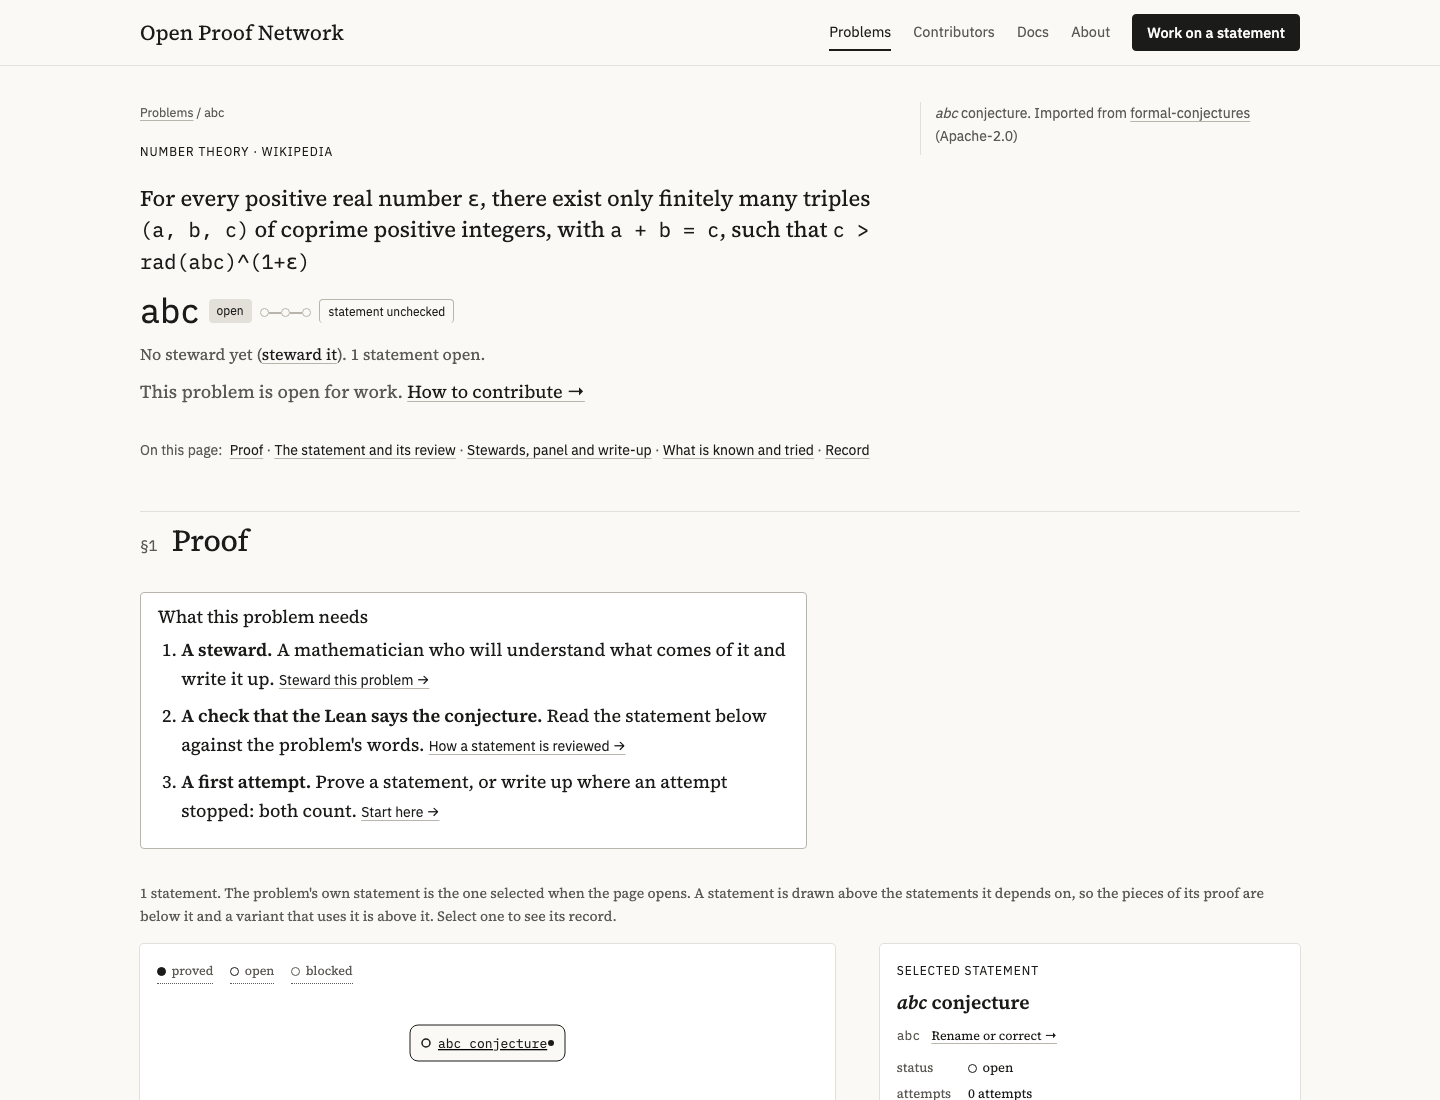 Open Proof Network
Problems Contributors Docs About Work on a statement
Problems / abc
abc conjecture. Imported from formal-conjectures
(Apache-2.0)
NUMBER THEORY · WIKIPEDIA
For every positive real number ε, there exist only finitely many triples
(a, b, c) of coprime positive integers, with a + b = c, such that c >
rad(abc)^(1+ε)
abc open statement unchecked
No steward yet (steward it). 1 statement open.
This problem is open for work. How to contribute →
On this page: Proof · The statement and its review · Stewards, panel and write-up · What is known and tried · Record
§1 Proof
What this problem needs
1. A steward. A mathematician who will understand what comes of it and
write it up. Steward this problem →
2. A check that the Lean says the conjecture. Read the statement below
against the problem's words. How a statement is reviewed →
3. A first attempt. Prove a statement, or write up where an attempt
stopped: both count. Start here →
1 statement. The problem's own statement is the one selected when the page opens. A statement is drawn above the statements it depends on, so the pieces of its proof are
below it and a variant that uses it is above it. Select one to see its record.
proved open blocked
abc conjecture
SELECTED STATEMENT
abc conjecture
abc Rename or correct →
status open
attempts 0 attempts